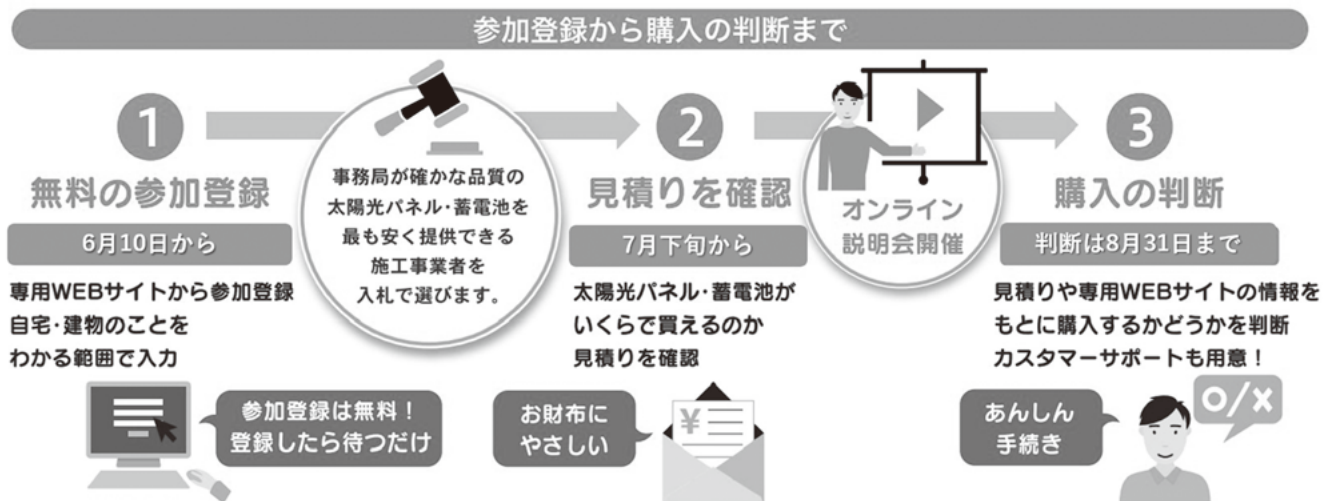 参加登録から購入の判断まで
1
無料の参加登録
6月10日から
専用WEBサイトから参加登録
自宅・建物のことを
わかる範囲で入力
参加登録は無料！
登録したら待つだけ
事務局が確かな品質の
太陽光パネル・蓄電池を
最も安く提供できる
施工事業者を
入札で選びます。
2
見積りを確認
7月下旬から
太陽光パネル・蓄電池が
いくらで買えるのか
見積りを確認
お財布に
やさしい
¥
オンライン
説明会開催
3
購入の判断
判断は8月31日まで
見積りや専用WEBサイトの情報を
もとに購入するかどうかを判断
カスタマーサポートも用意！
あんしん
手続き
O/X